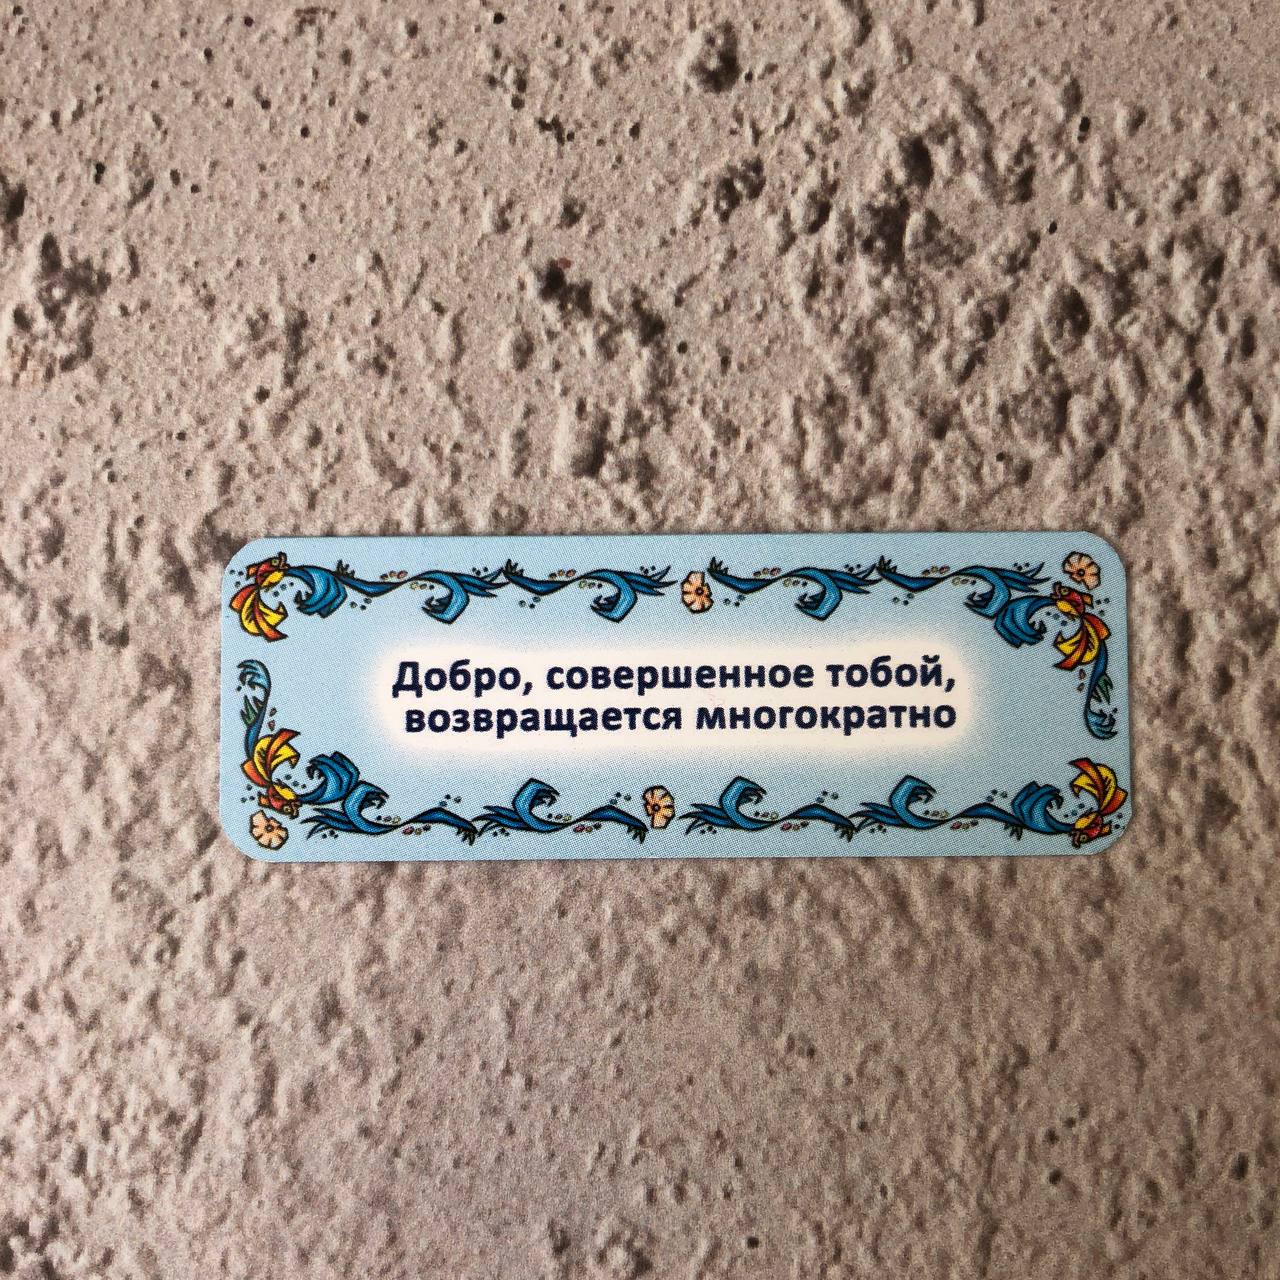 Добро, совершенное тобой,
возвращается многократно